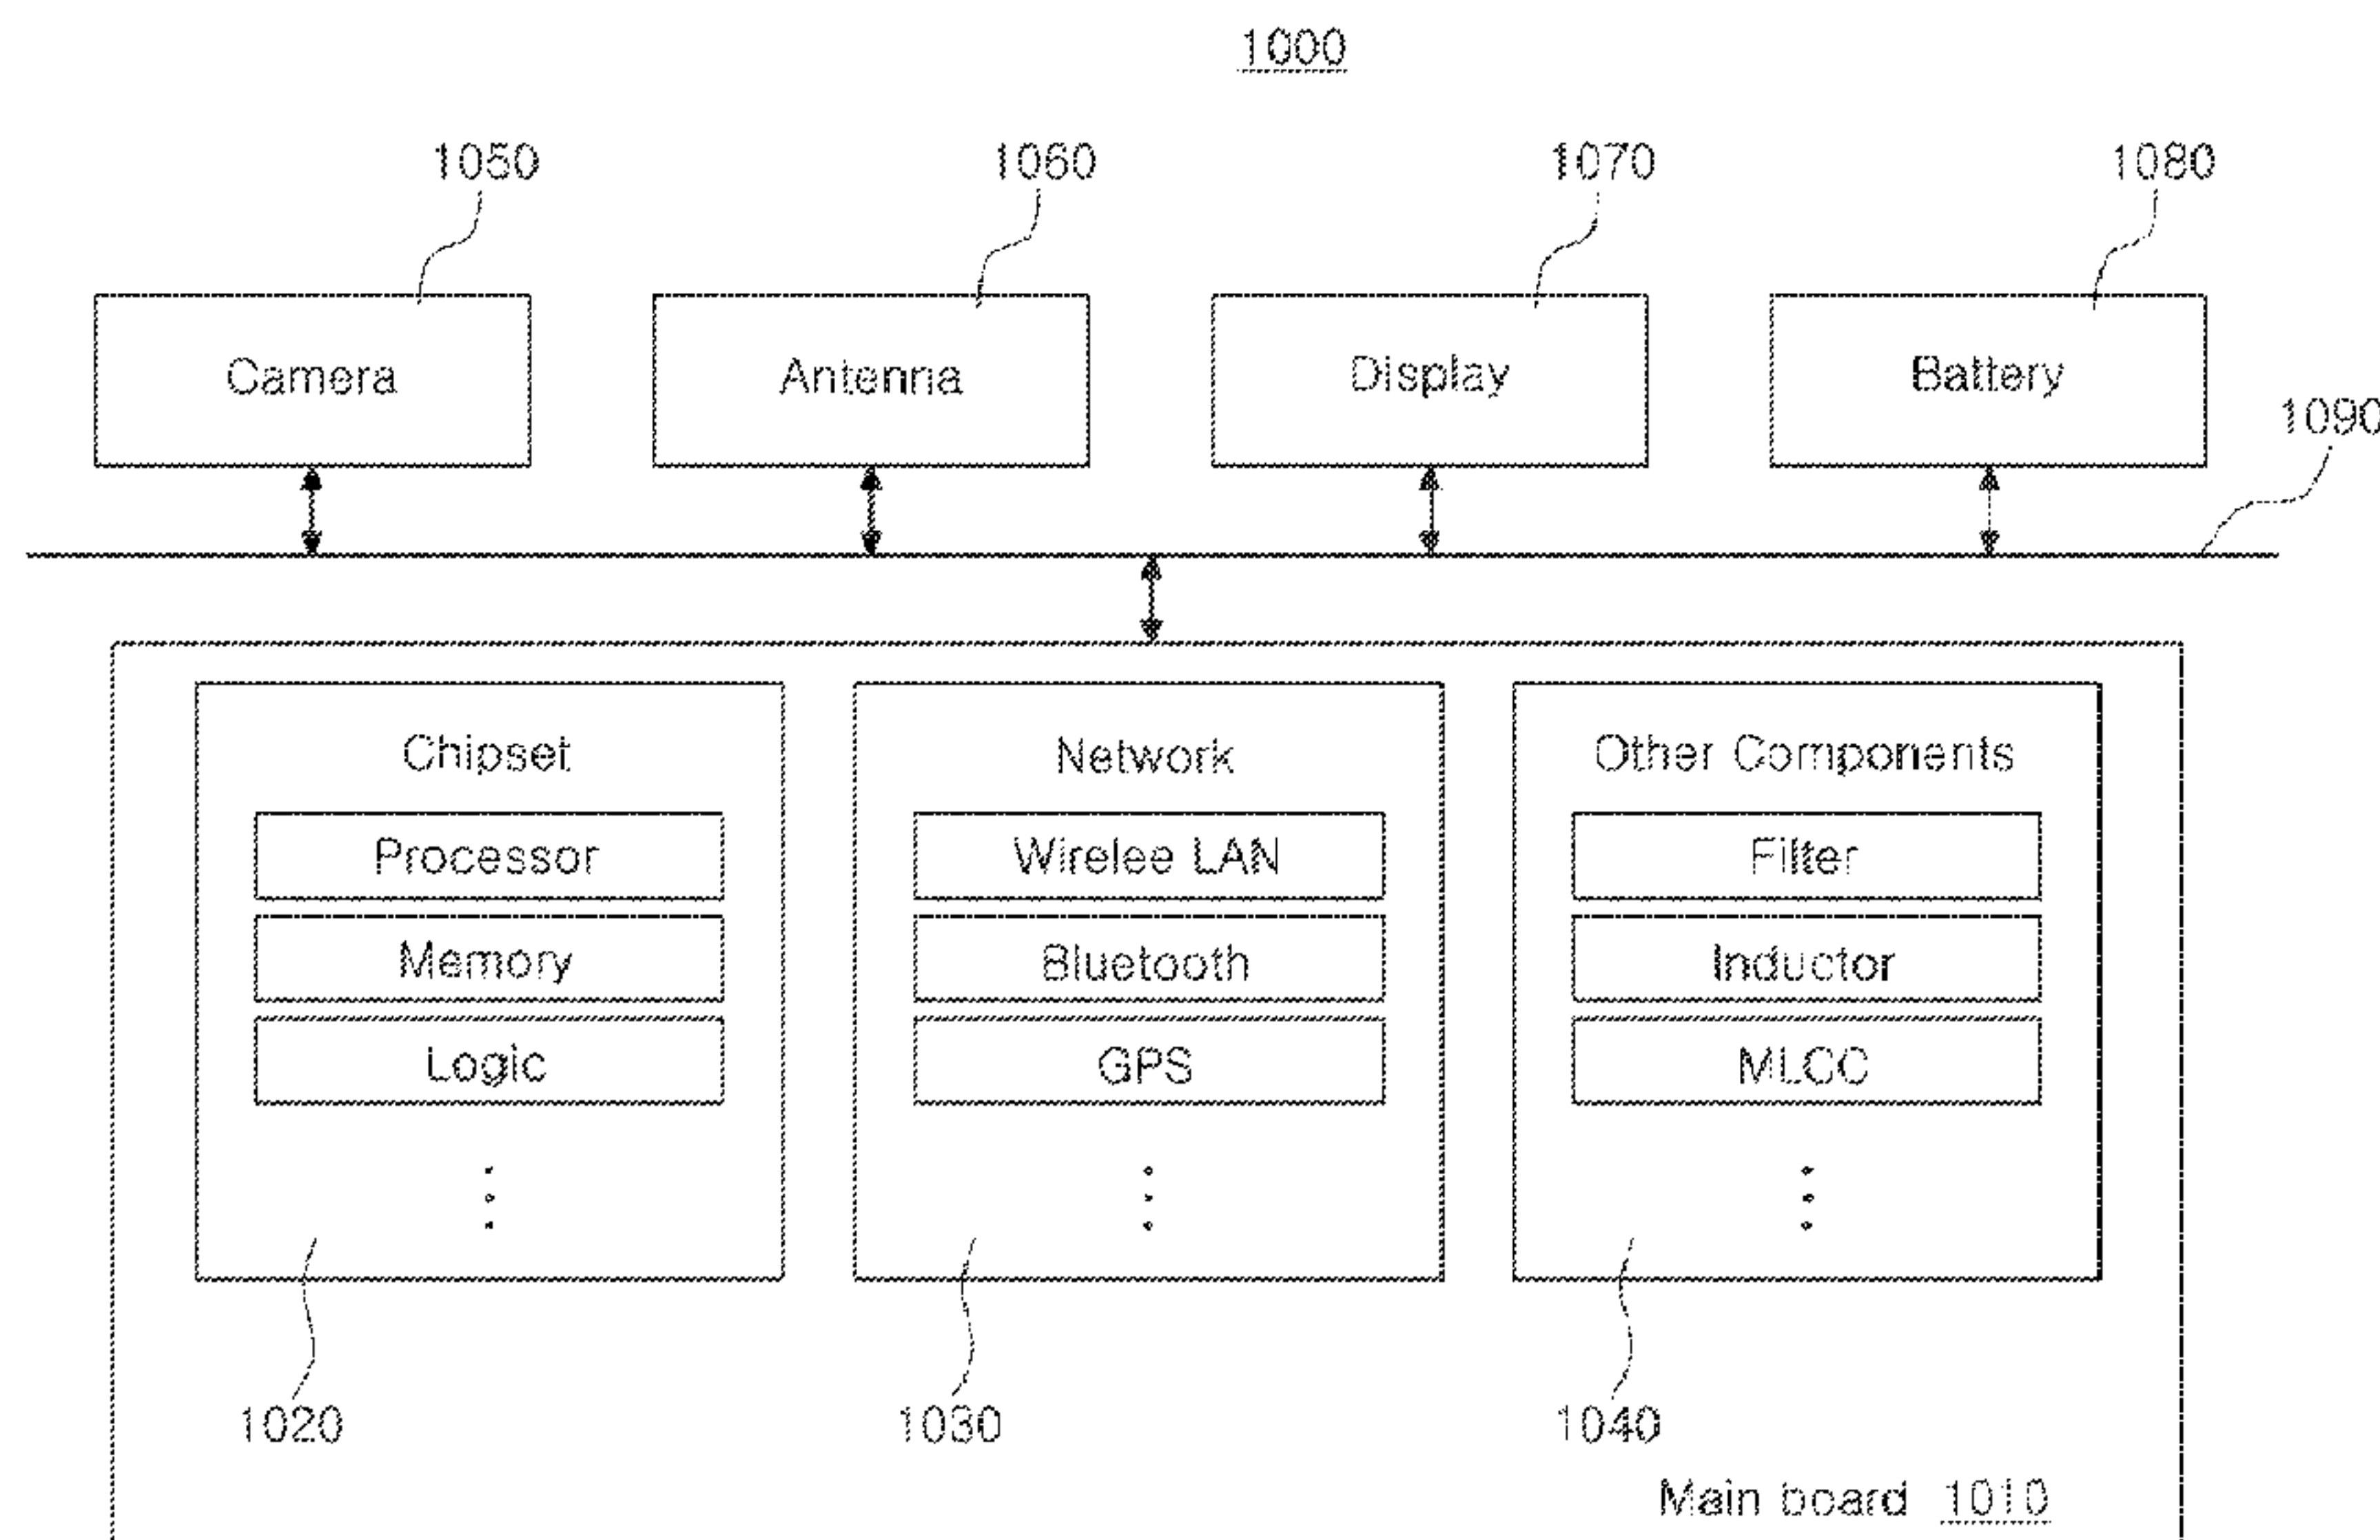 1000
1050 1060 1070 1080
Camera Antenna Display Battery
1090
Chipset Network Other Components
Processor Wirelee LAN Filter
Memory Bluetooth Inductor
Logic GPS MLCC
1020 1030 1040
Main board 1010